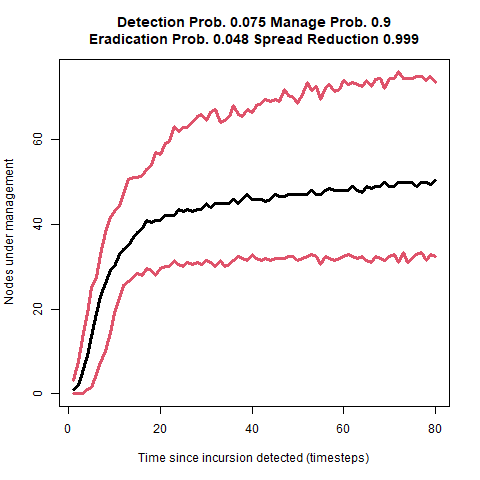 Detection Prob. 0.075 Manage Prob. 0.9
Eradication Prob. 0.048 Spread Reduction 0.999
Nodes under management
60
40
20
0
0 20 40 60 80
Time since incursion detected (timesteps)